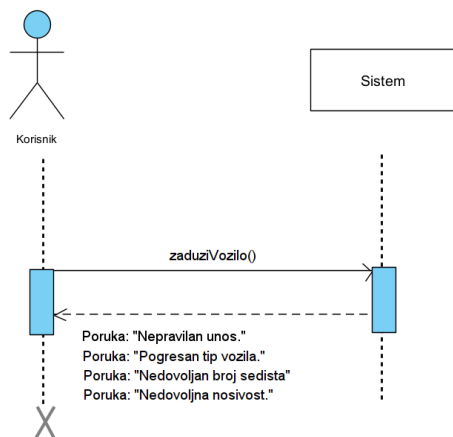 Korisnik
Sistem
zaduziVozilo()
Poruka: "Nepravilan unos."
Poruka: "Pogresan tip vozila."
Poruka: "Nedovoljan broj sedista"
Poruka: "Nedovoljna nosivost."